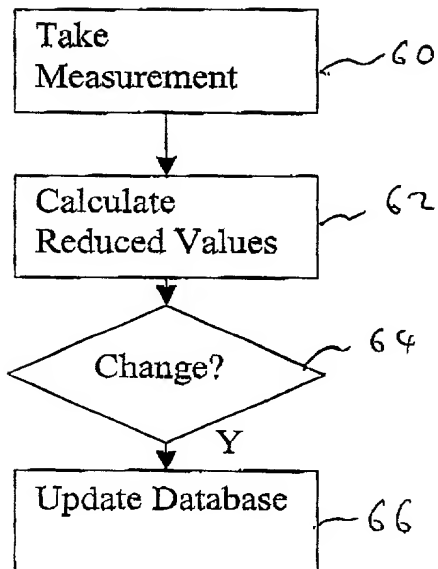 Take
Measurement
60
Calculate
Reduced Values
62
Change?
64
Y
Update Database
66